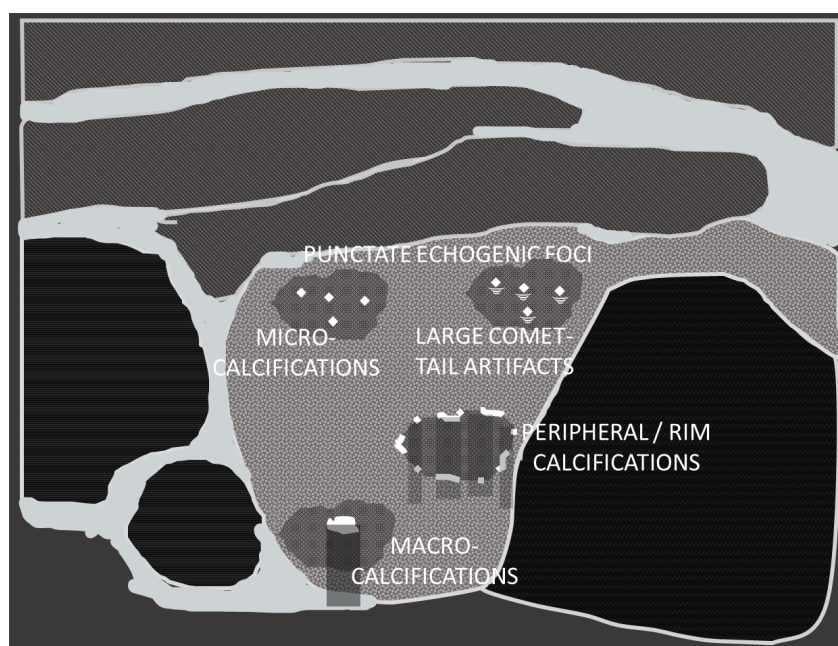 PUNCTATE ECHOGENIC FOCI
MICRO-
CALCIFICATIONS
LARGE COMET-
TAIL ARTIFACTS
PERIPHERAL / RIM
CALCIFICATIONS
MACRO-
CALCIFICATIONS